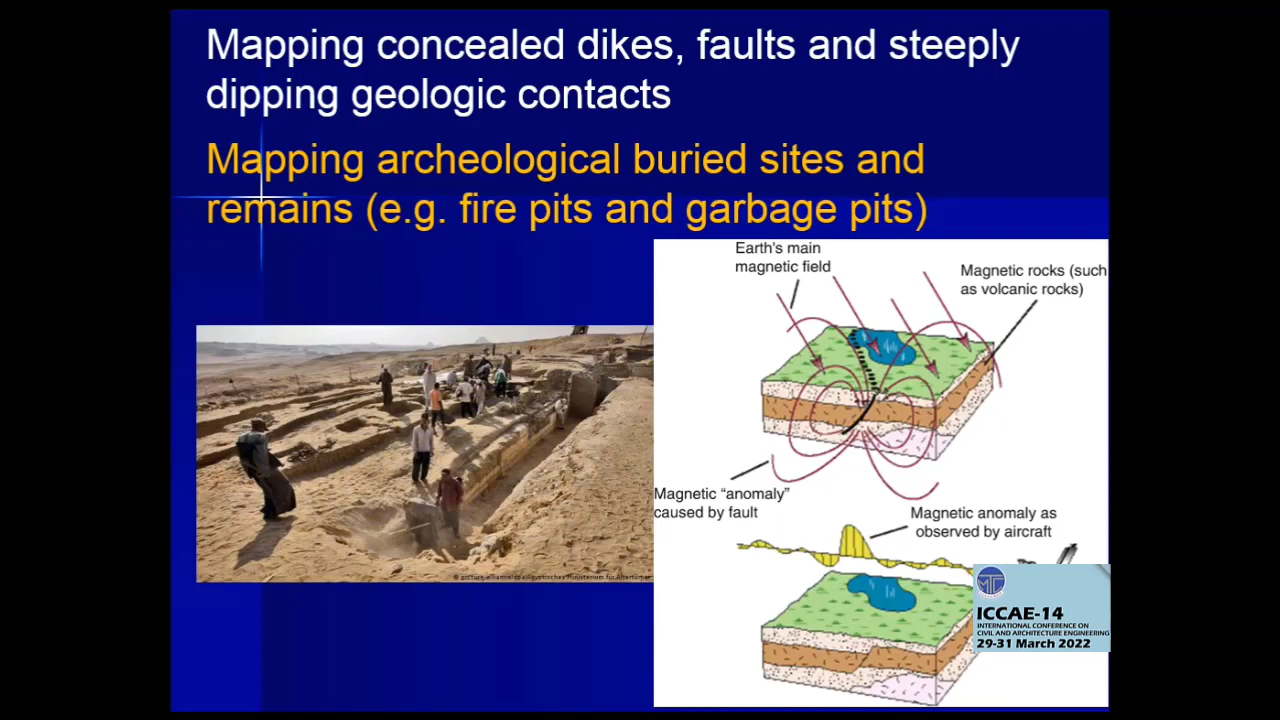 Mapping concealed dikes, faults and steeply
dipping geologic contacts
Mapping archeological buried sites and
remains (e.g. fire pits and garbage pits)
Earth's main
magnetic field
Magnetic rocks (such
as volcanic rocks)
Magnetic “anomaly”
caused by fault
Magnetic anomaly as
observed by aircraft
MTC
ICCAE-14
INTERNATIONAL CONFERENCE ON
CIVIL AND ARCHITECTURE ENGINEERING
29-31 March 2022